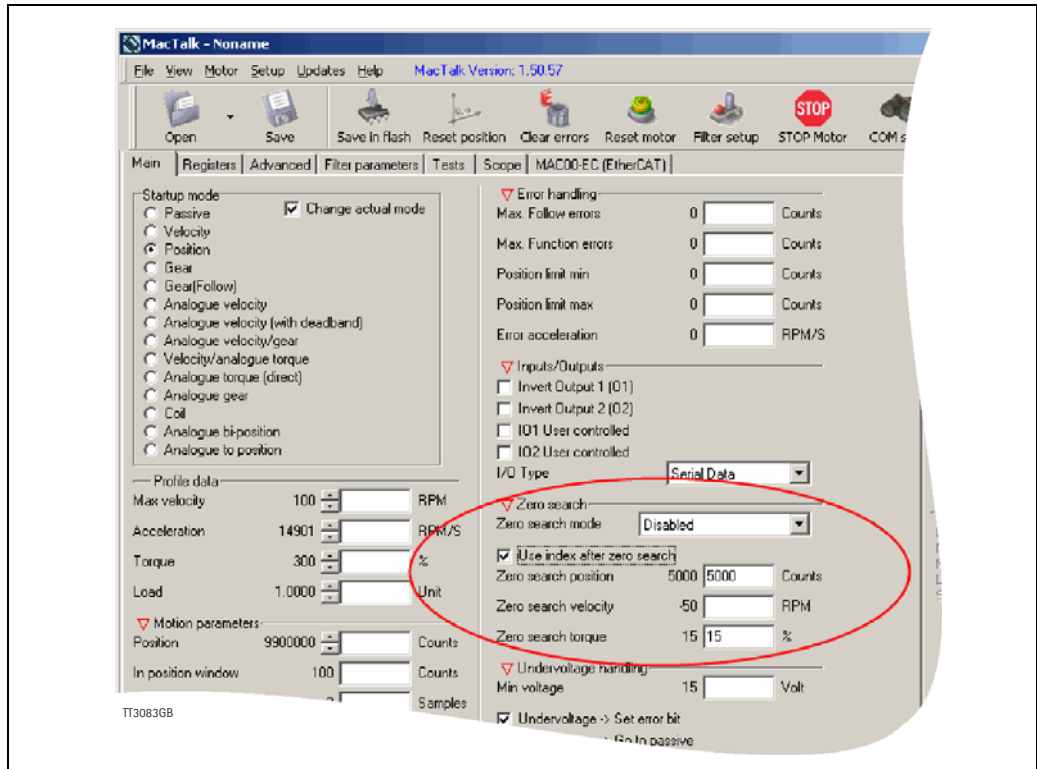 MacTalk - Noname
File View Motor Setup Updates Help MacTalk Version: 1.50.57
Open Save Save in flash Reset position Clear errors Reset motor Filter setup STOP Motor COM s
STOP
Main Registers Advanced Filter parameters Tests Scope MAC00-EC (EtherCAT)
Startup mode
Change actual mode
Passive
Velocity
Position
Gear
Gear(Follow)
Analogue velocity
Analogue velocity (with deadband)
Analogue velocity/gear
Velocity/analogue torque
Analogue torque (direct)
Analogue gear
Coil
Analogue bi-position
Analogue to position
Profile data
Max velocity 100 RPM
Acceleration 14901 RPM/S
Torque 300 %
Load 1.0000 Unit
Motion parameters
Position 9900000 Counts
In position window 100 Counts
Samples
Error handling
Max. Follow errors 0 Counts
Max. Function errors 0 Counts
Position limit min 0 Counts
Position limit max 0 Counts
Error acceleration 0 RPM/S
Inputs/Outputs
Invert Output 1 (O1)
Invert Output 2 (O2)
IO1 User controlled
IO2 User controlled
I/O Type Serial Data
Zero search
Zero search mode Disabled
Use index after zero search
Zero search position 5000 5000 Counts
Zero search velocity -50 RPM
Zero search torque 15 15 %
Undervoltage handling
Min voltage 15 Volt
Undervoltage -> Set error bit
Go to passive
TT3083GB